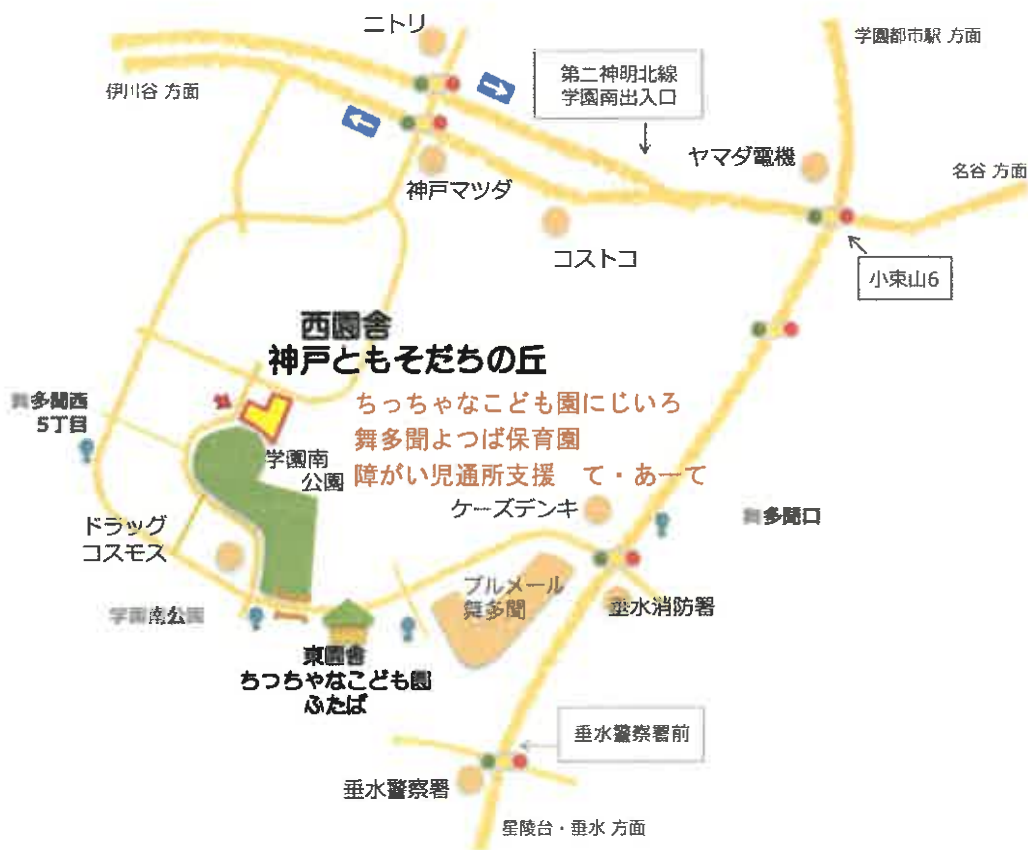 ニトリ
学園都市駅 方面
第二神明北線
学園南出入口
伊川谷 方面
ヤマダ電機
名谷 方面
神戸マツダ
コストコ
小束山6
西園舎
神戸ともそだちの丘
ちっちゃなこども園にじいろ
舞多聞よつば保育園
障がい児通所支援　て・あーて
舞多聞西
5丁目
学園南
公園
ケーズデンキ
舞多聞口
ドラッグ
コスモス
ブルメール
舞多聞
垂水消防署
学園南公園
東園舎
ちっちゃなこども園
ふたば
垂水警察署前
垂水警察署
星陵台・垂水 方面